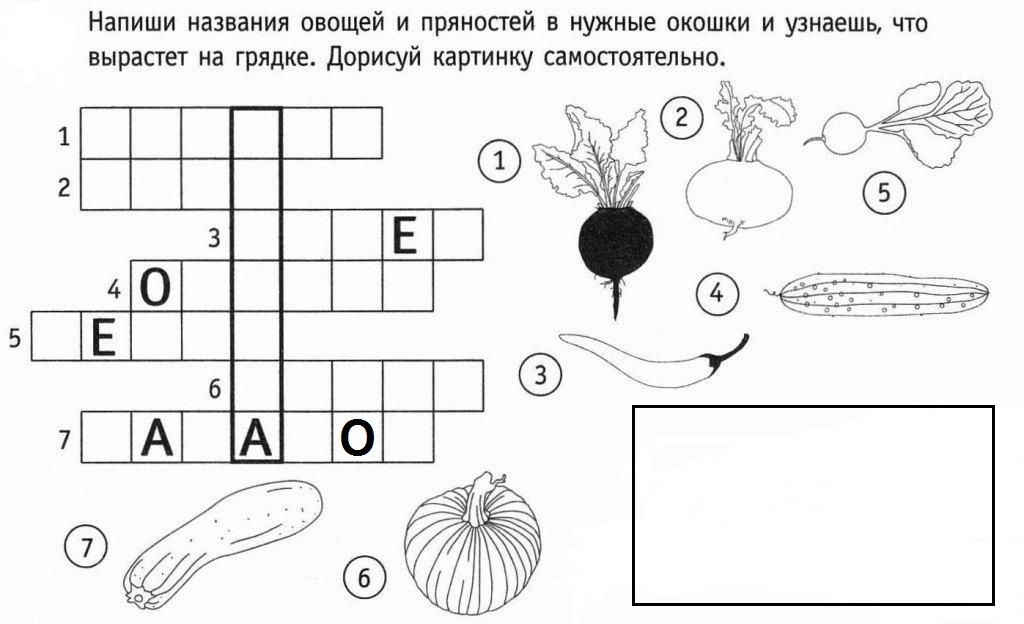 Напиши названия овощей и пряностей в нужные окошки и узнаешь, что
вырастет на грядке. Дорисуй картинку самостоятельно.
1
2
3 Е
4 О
5 Е
6
7 А А О
1
2
5
4
3
7
6